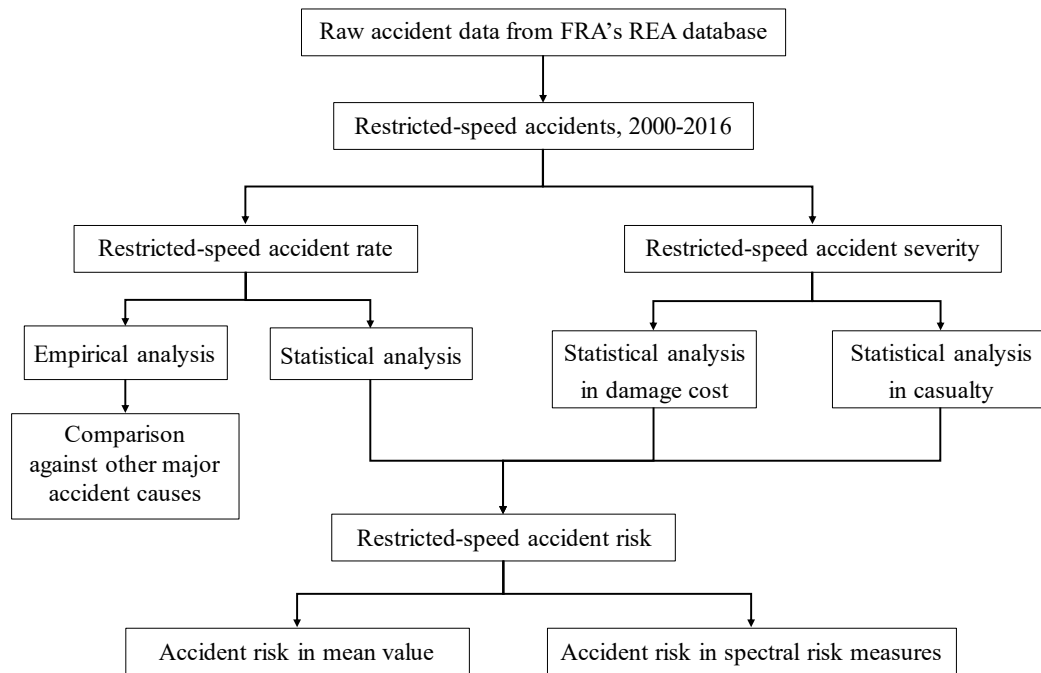 Raw accident data from FRA’s REA database
Restricted-speed accidents, 2000-2016
Restricted-speed accident rate
Restricted-speed accident severity
Empirical analysis
Statistical analysis
Statistical analysis
in damage cost
Statistical analysis
in casualty
Comparison
against other major
accident causes
Restricted-speed accident risk
Accident risk in mean value
Accident risk in spectral risk measures